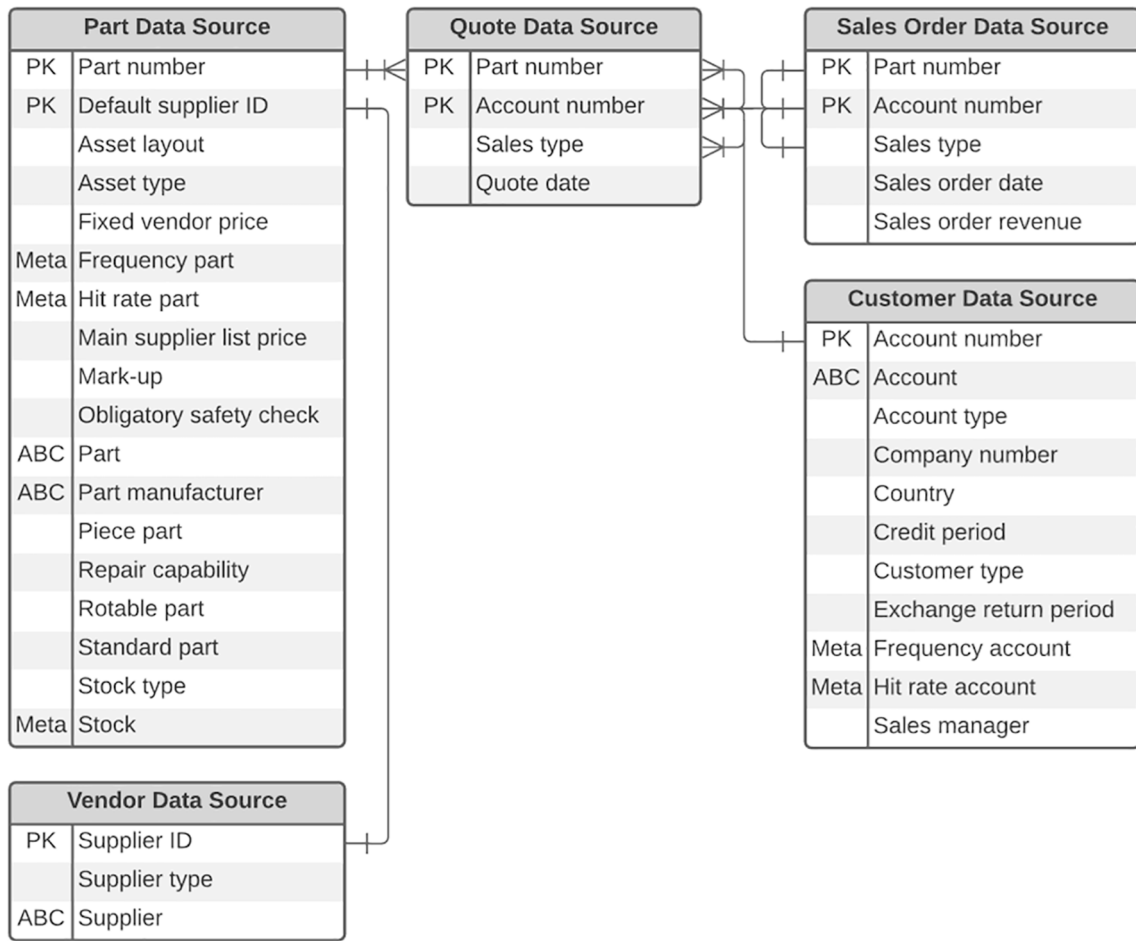 Part Data Source
PK Part number
PK Default supplier ID
Asset layout
Asset type
Fixed vendor price
Meta Frequency part
Meta Hit rate part
Main supplier list price
Mark-up
Obligatory safety check
ABC Part
ABC Part manufacturer
Piece part
Repair capability
Rotable part
Standard part
Stock type
Meta Stock
Vendor Data Source
PK Supplier ID
Supplier type
ABC Supplier
Quote Data Source
PK Part number
PK Account number
Sales type
Quote date
Sales Order Data Source
PK Part number
PK Account number
Sales type
Sales order date
Sales order revenue
Customer Data Source
PK Account number
ABC Account
Account type
Company number
Country
Credit period
Customer type
Exchange return period
Meta Frequency account
Meta Hit rate account
Sales manager